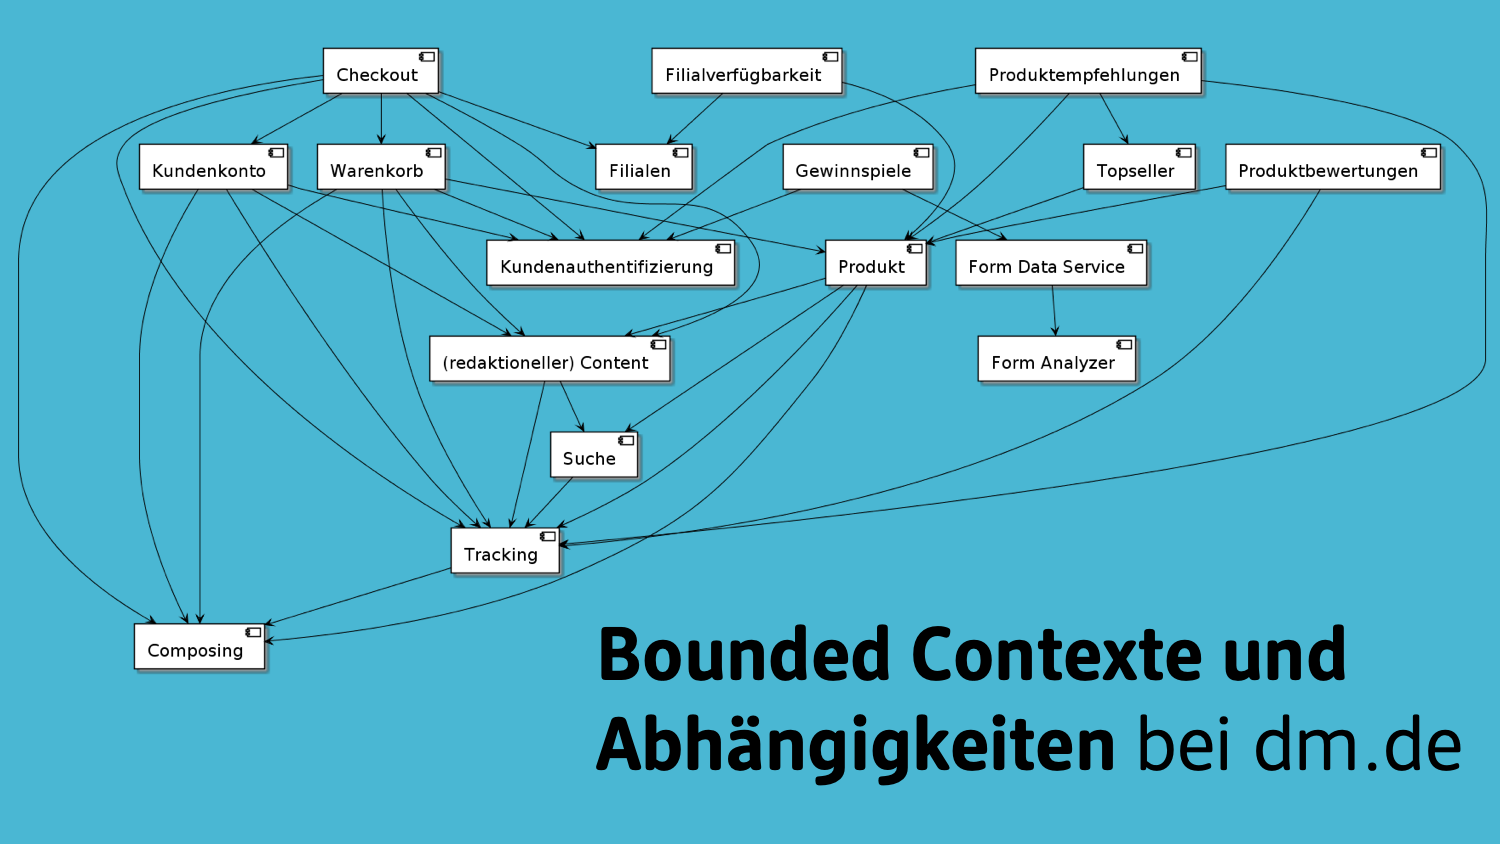 Checkout
Filialverfügbarkeit
Produktempfehlungen
Kundenkonto
Warenkorb
Filialen
Gewinnspiele
Topseller
Produktbewertungen
Kundenauthentifizierung
Produkt
Form Data Service
(redaktioneller) Content
Form Analyzer
Suche
Tracking
Composing
Bounded Contexte und
Abhängigkeiten bei dm.de